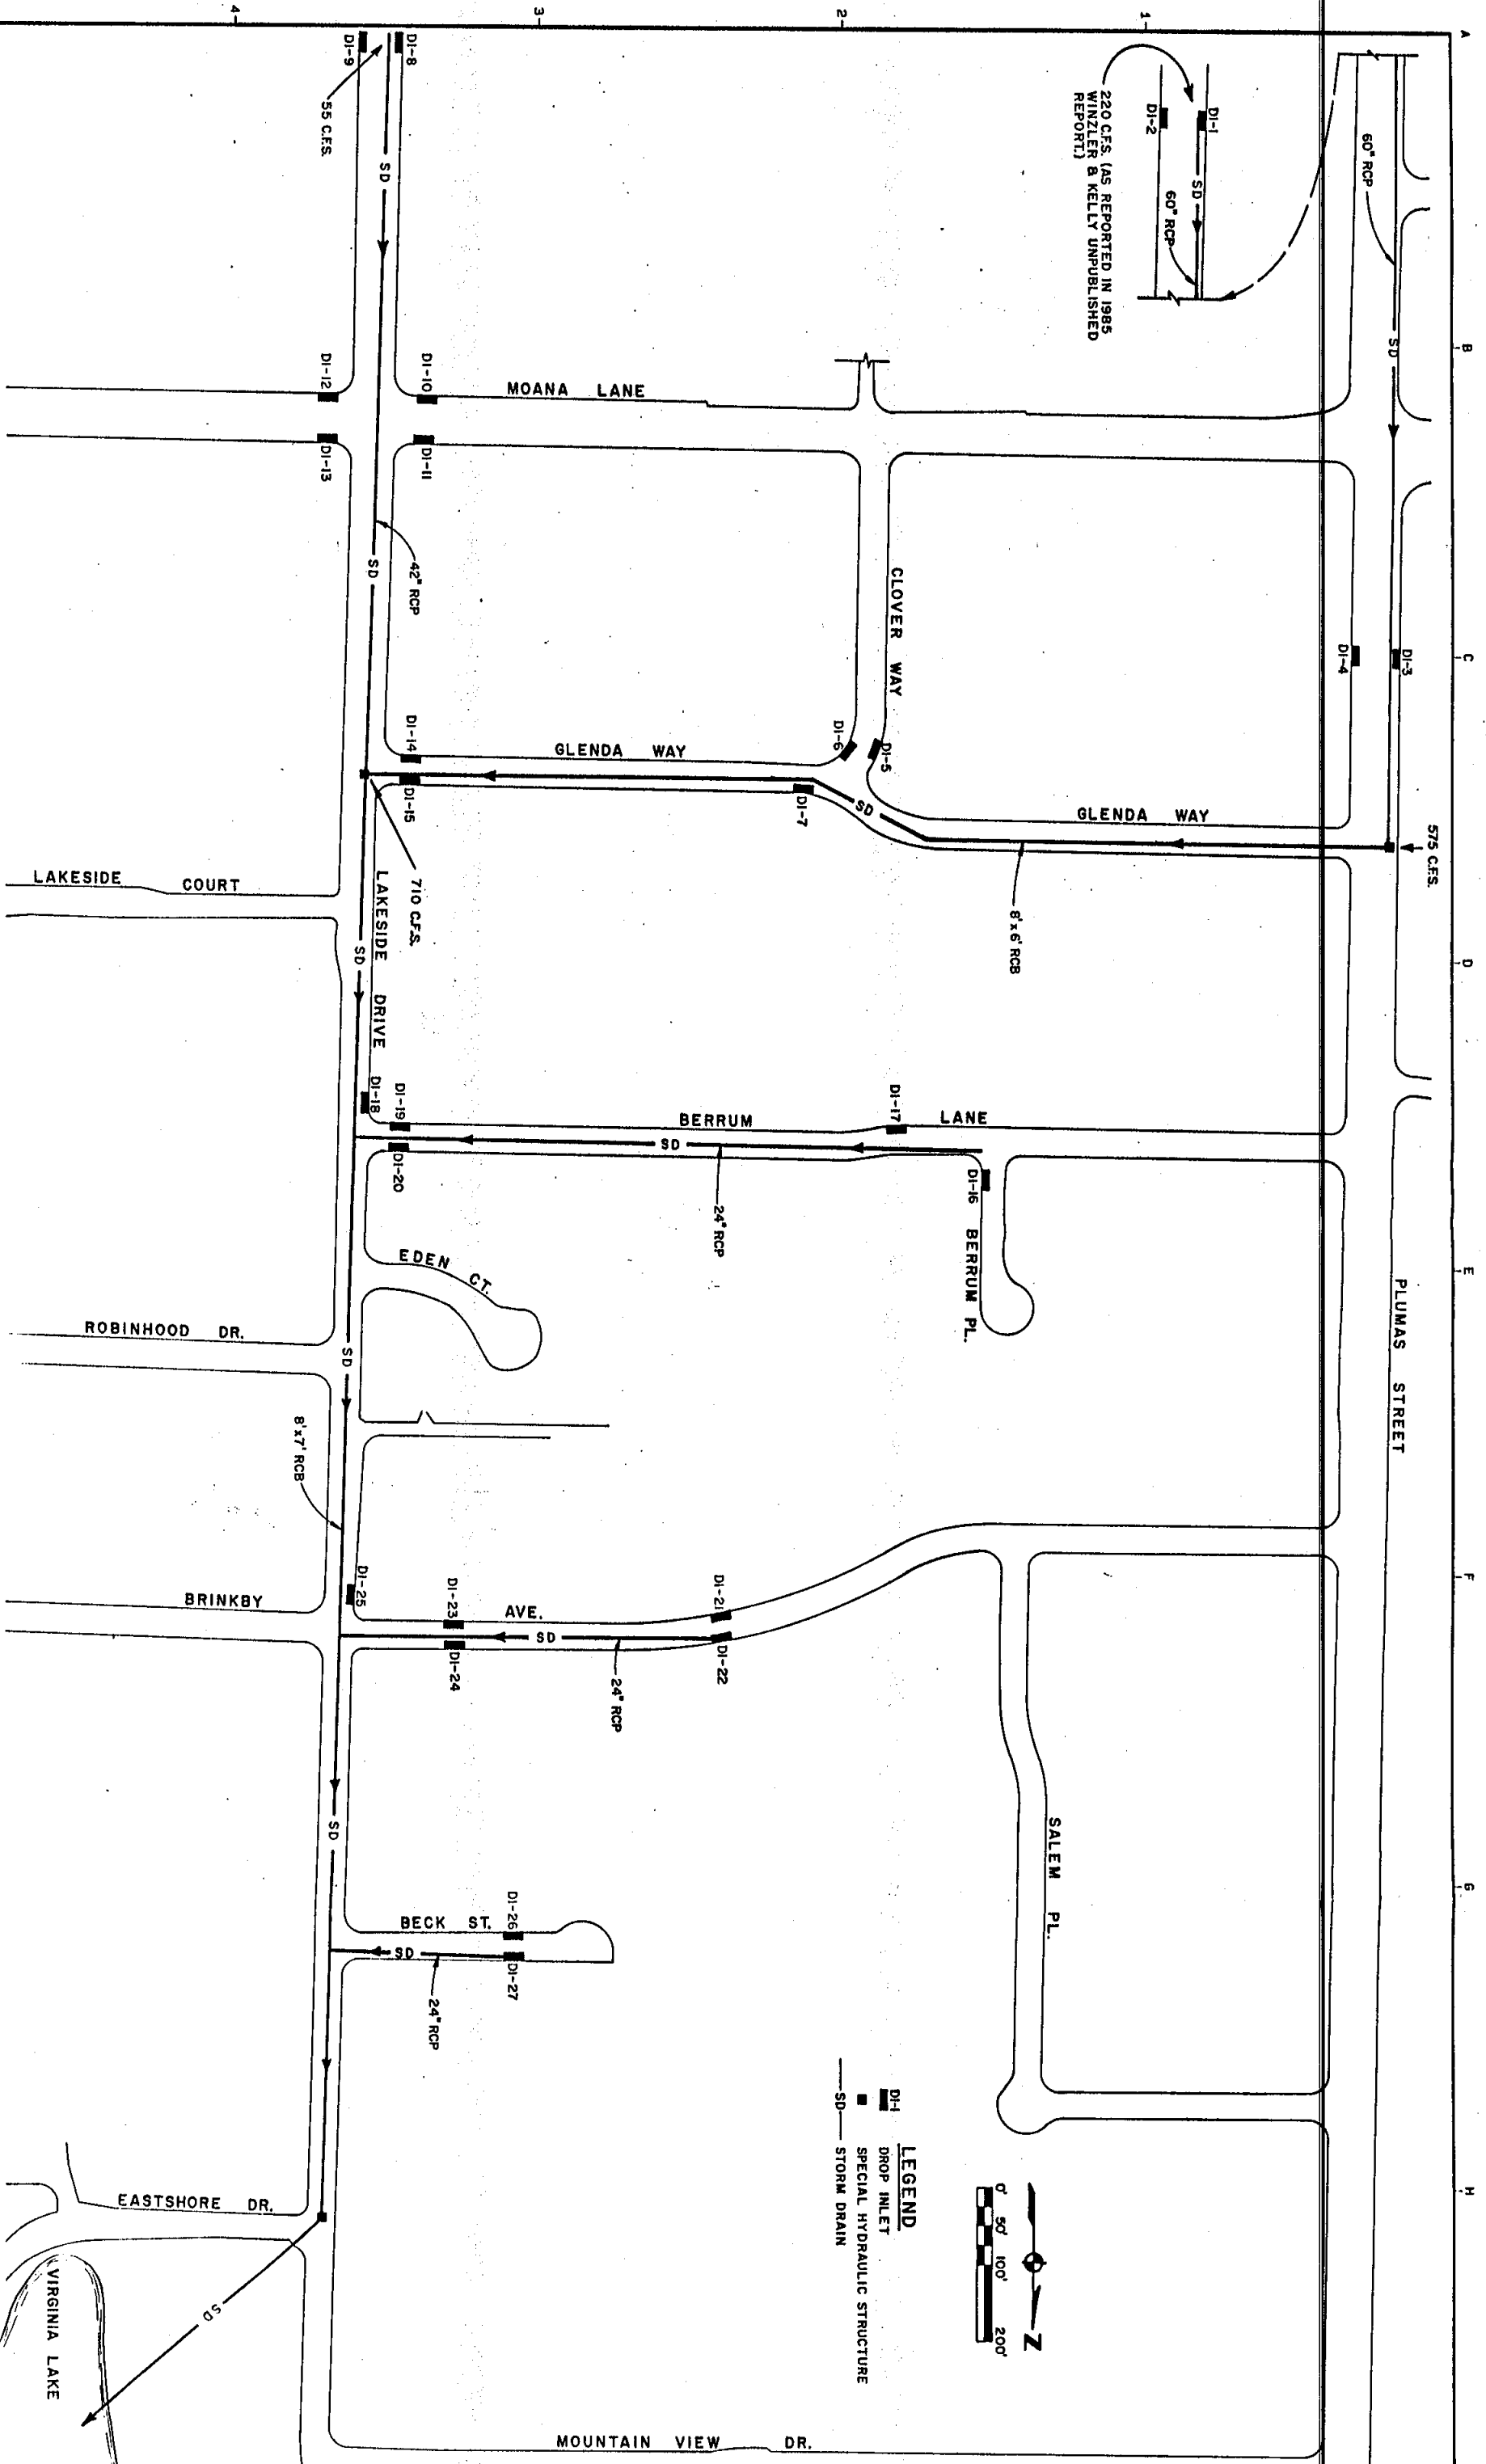 A
B
C
D
E
F
G
H
1
2
3
4
60" RCP
SD
SD
DI-1
DI-2
SD
60" RCP
220 C.F.S. (AS REPORTED IN 1985
WINZLER & KELLY UNPUBLISHED
REPORT.)
DI-3
DI-4
575 C.F.S.
PLUMAS STREET
MOANA LANE
CLOVER WAY
DI-5
DI-6
DI-7
GLENDA WAY
SD
GLENDA WAY
8'x6' RCB
DI-8
DI-9
55 C.F.S.
SD
DI-10
DI-11
DI-12
DI-13
42" RCP
SD
DI-14
DI-15
710 C.F.S.
LAKESIDE COURT
LAKESIDE DRIVE
SD
DI-16
BERRUM PL.
DI-17
BERRUM LANE
SD
24" RCP
DI-18
DI-19
DI-20
EDEN CT.
ROBINHOOD DR.
SD
8'x7' RCB
BRINKBY AVE.
DI-21
DI-22
DI-23
DI-24
DI-25
SD
24" RCP
SALEM PL.
SD
BECK ST.
DI-26
DI-27
SD
24" RCP
EASTSHORE DR.
SD
VIRGINIA LAKE
MOUNTAIN VIEW DR.
LEGEND
DI-1 DROP INLET
SPECIAL HYDRAULIC STRUCTURE
SD STORM DRAIN
0' 50' 100' 200'
N